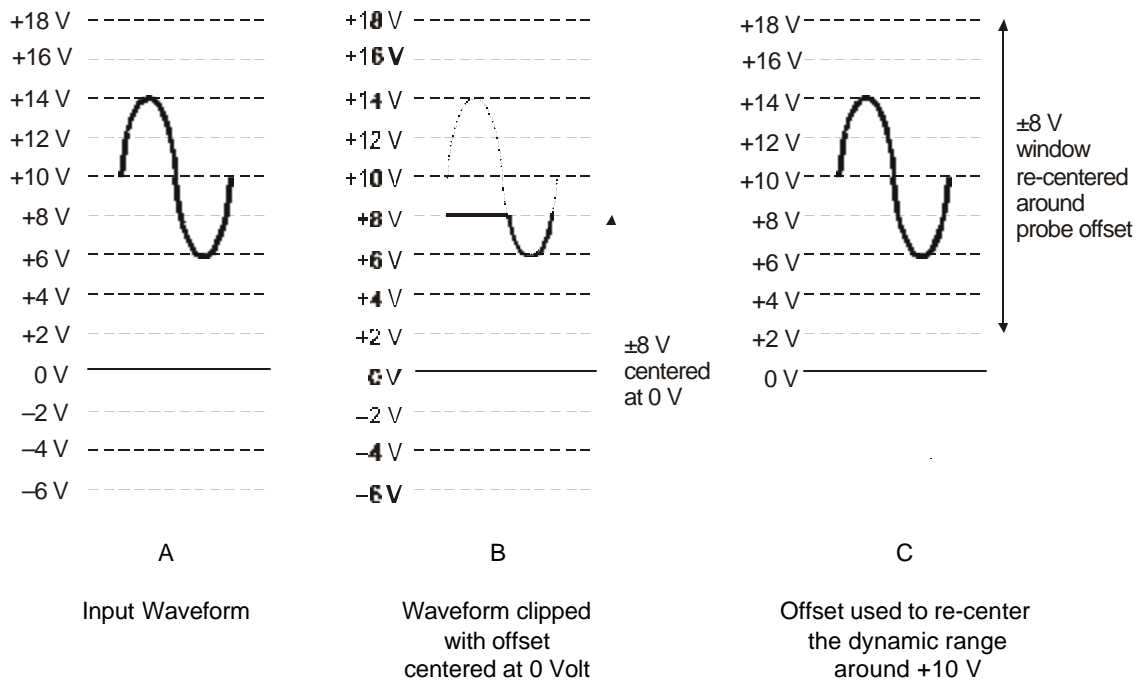 +18 V
+16 V
+14 V
+12 V
+10 V
+8 V
+6 V
+4 V
+2 V
0 V
–2 V
–4 V
–6 V
A
Input Waveform
+18 V
+16 V
+14 V
+12 V
+10 V
+8 V
+6 V
+4 V
+2 V
0 V
–2 V
–4 V
–6 V
±8 V
centered
at 0 V
B
Waveform clipped
with offset
centered at 0 Volt
+18 V
+16 V
+14 V
+12 V
+10 V
+8 V
+6 V
+4 V
+2 V
0 V
±8 V
window
re-centered
around
probe offset
C
Offset used to re-center
the dynamic range
around +10 V